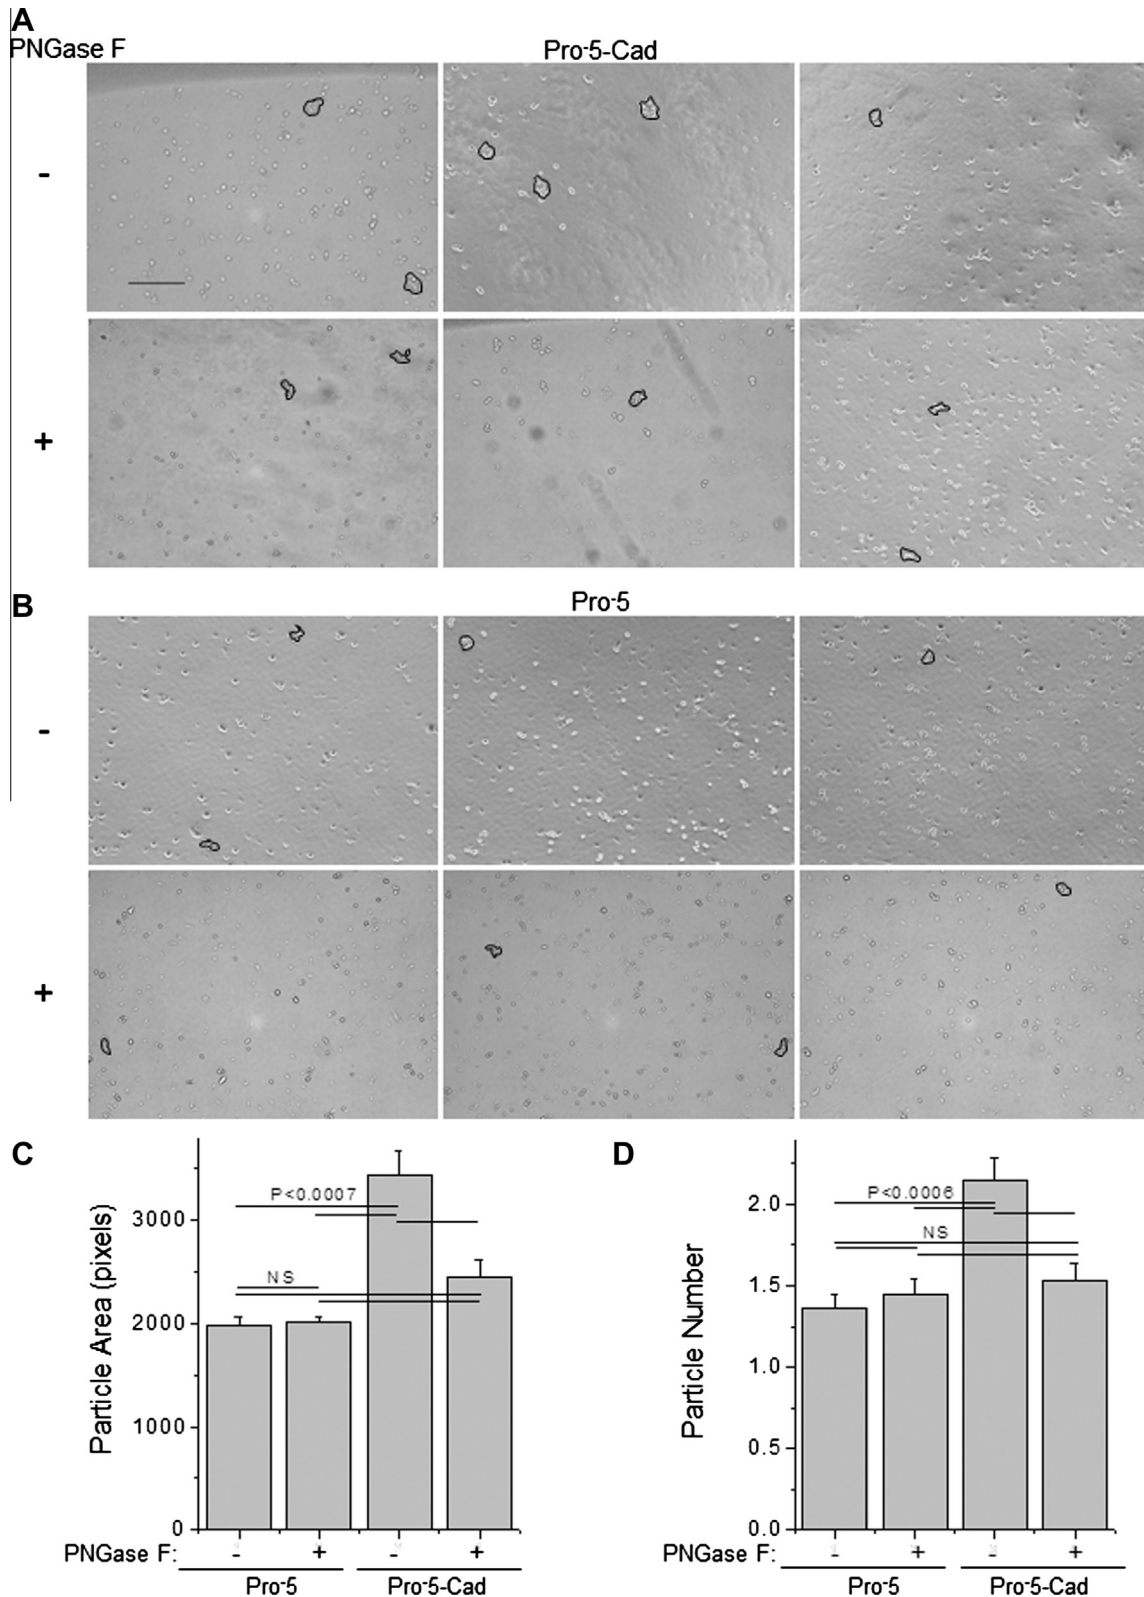 A
PNGase F
Pro-5-Cad
-
+
B
Pro-5
-
+
C
D
Particle Area (pixels)
3000
2000
1000
0
P<0.0007
NS
PNGase F:
-
+
-
+
Pro-5
Pro-5-Cad
Particle Number
2.0
1.5
1.0
0.5
0.0
P<0.0006
NS
PNGase F:
-
+
-
+
Pro-5
Pro-5-Cad